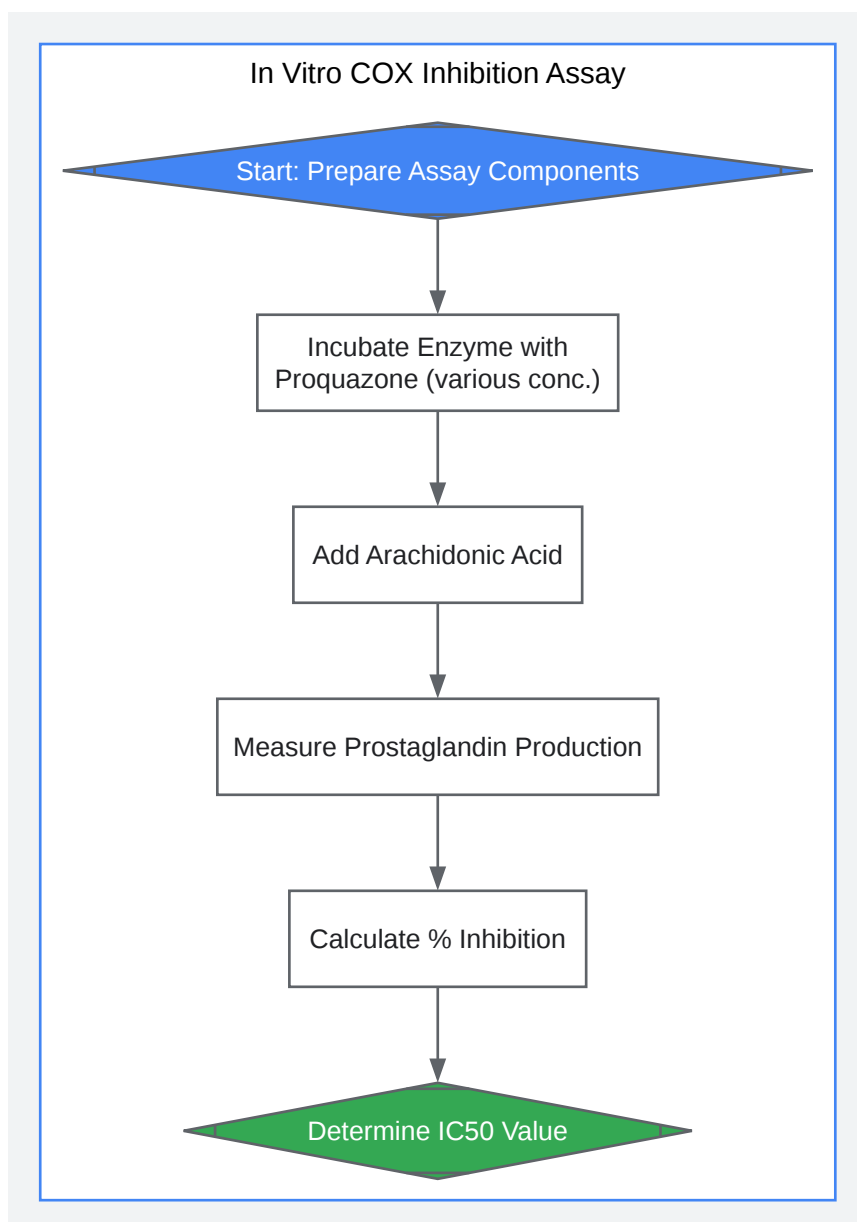 In Vitro COX Inhibition Assay
Start: Prepare Assay Components
Incubate Enzyme with
Proquazone (various conc.)
Add Arachidonic Acid
Measure Prostaglandin Production
Calculate % Inhibition
Determine IC50 Value